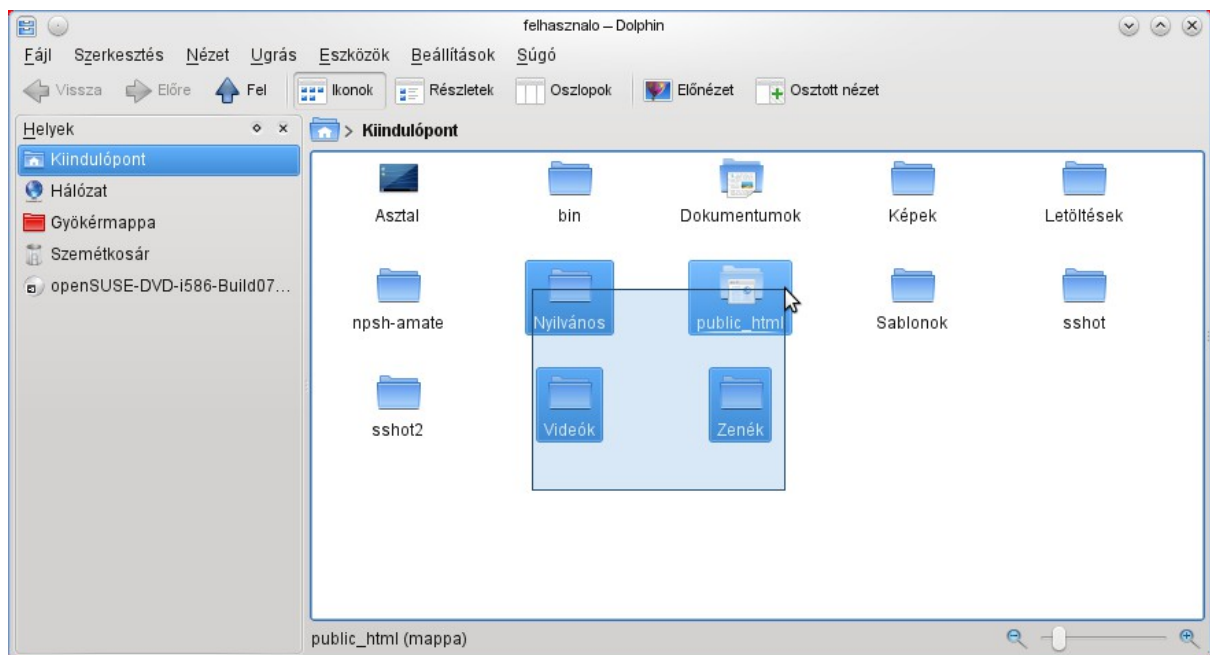 felhasznalo – Dolphin
Fájl Szerkesztés Nézet Ugrás Eszközök Beállítások Súgó
Vissza Előre Fel Ikonok Részletek Oszlopok Előnézet Osztott nézet
Helyek
Kiindulópont
Hálózat
Gyökérmappa
Szemétkosár
openSUSE-DVD-i586-Build07...
> Kiindulópont
Asztal bin Dokumentumok Képek Letöltések
npsh-amate Nyilvános public_html Sablonok sshot
sshot2 Videók Zenék
public_html (mappa)